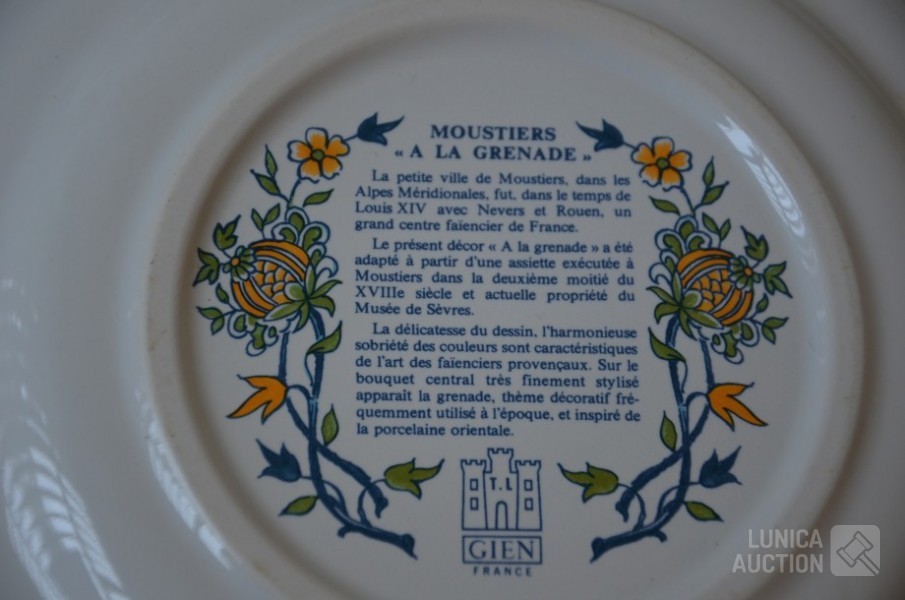 MOUSTIERS
« A LA GRENADE »
La petite ville de Moustiers, dans les
Alpes Méridionales, fut, dans le temps de
Louis XIV avec Nevers et Rouen, un
grand centre faïencier de France.
Le présent décor « A la grenade » a été
adapté à partir d'une assiette exécutée à
Moustiers dans la deuxième moitié du
XVIIIe siècle et actuelle propriété du
Musée de Sèvres.
La délicatesse du dessin, l'harmonieuse
sobriété des couleurs sont caractéristiques
de l'art des faïenciers provençaux. Sur le
bouquet central très finement stylisé
apparaît la grenade, thème décoratif fré-
quemment utilisé à l'époque, et inspiré de
la porcelaine orientale.
T.L
GIEN
FRANCE
LUNICA
AUCTION